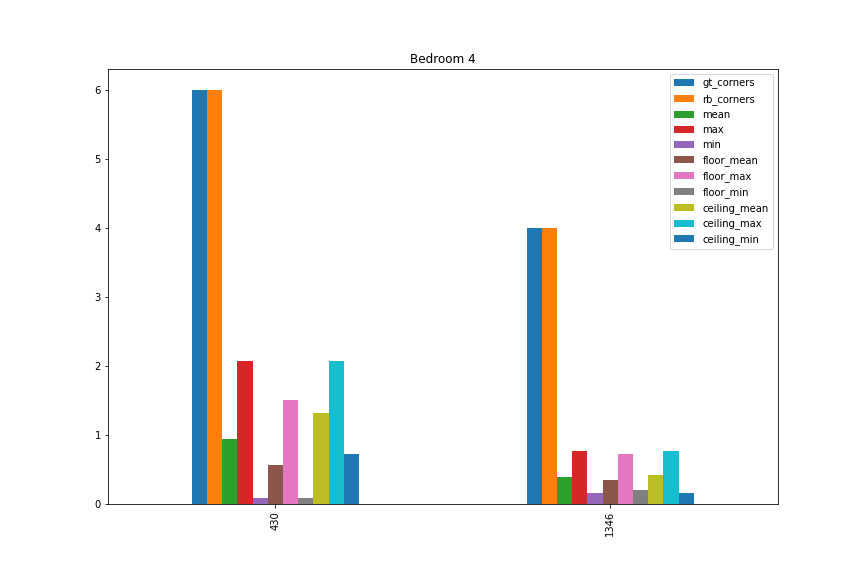 Bedroom 4
gt_corners
rb_corners
mean
max
min
floor_mean
floor_max
floor_min
ceiling_mean
ceiling_max
ceiling_min
6
5
4
3
2
1
0
430
1346